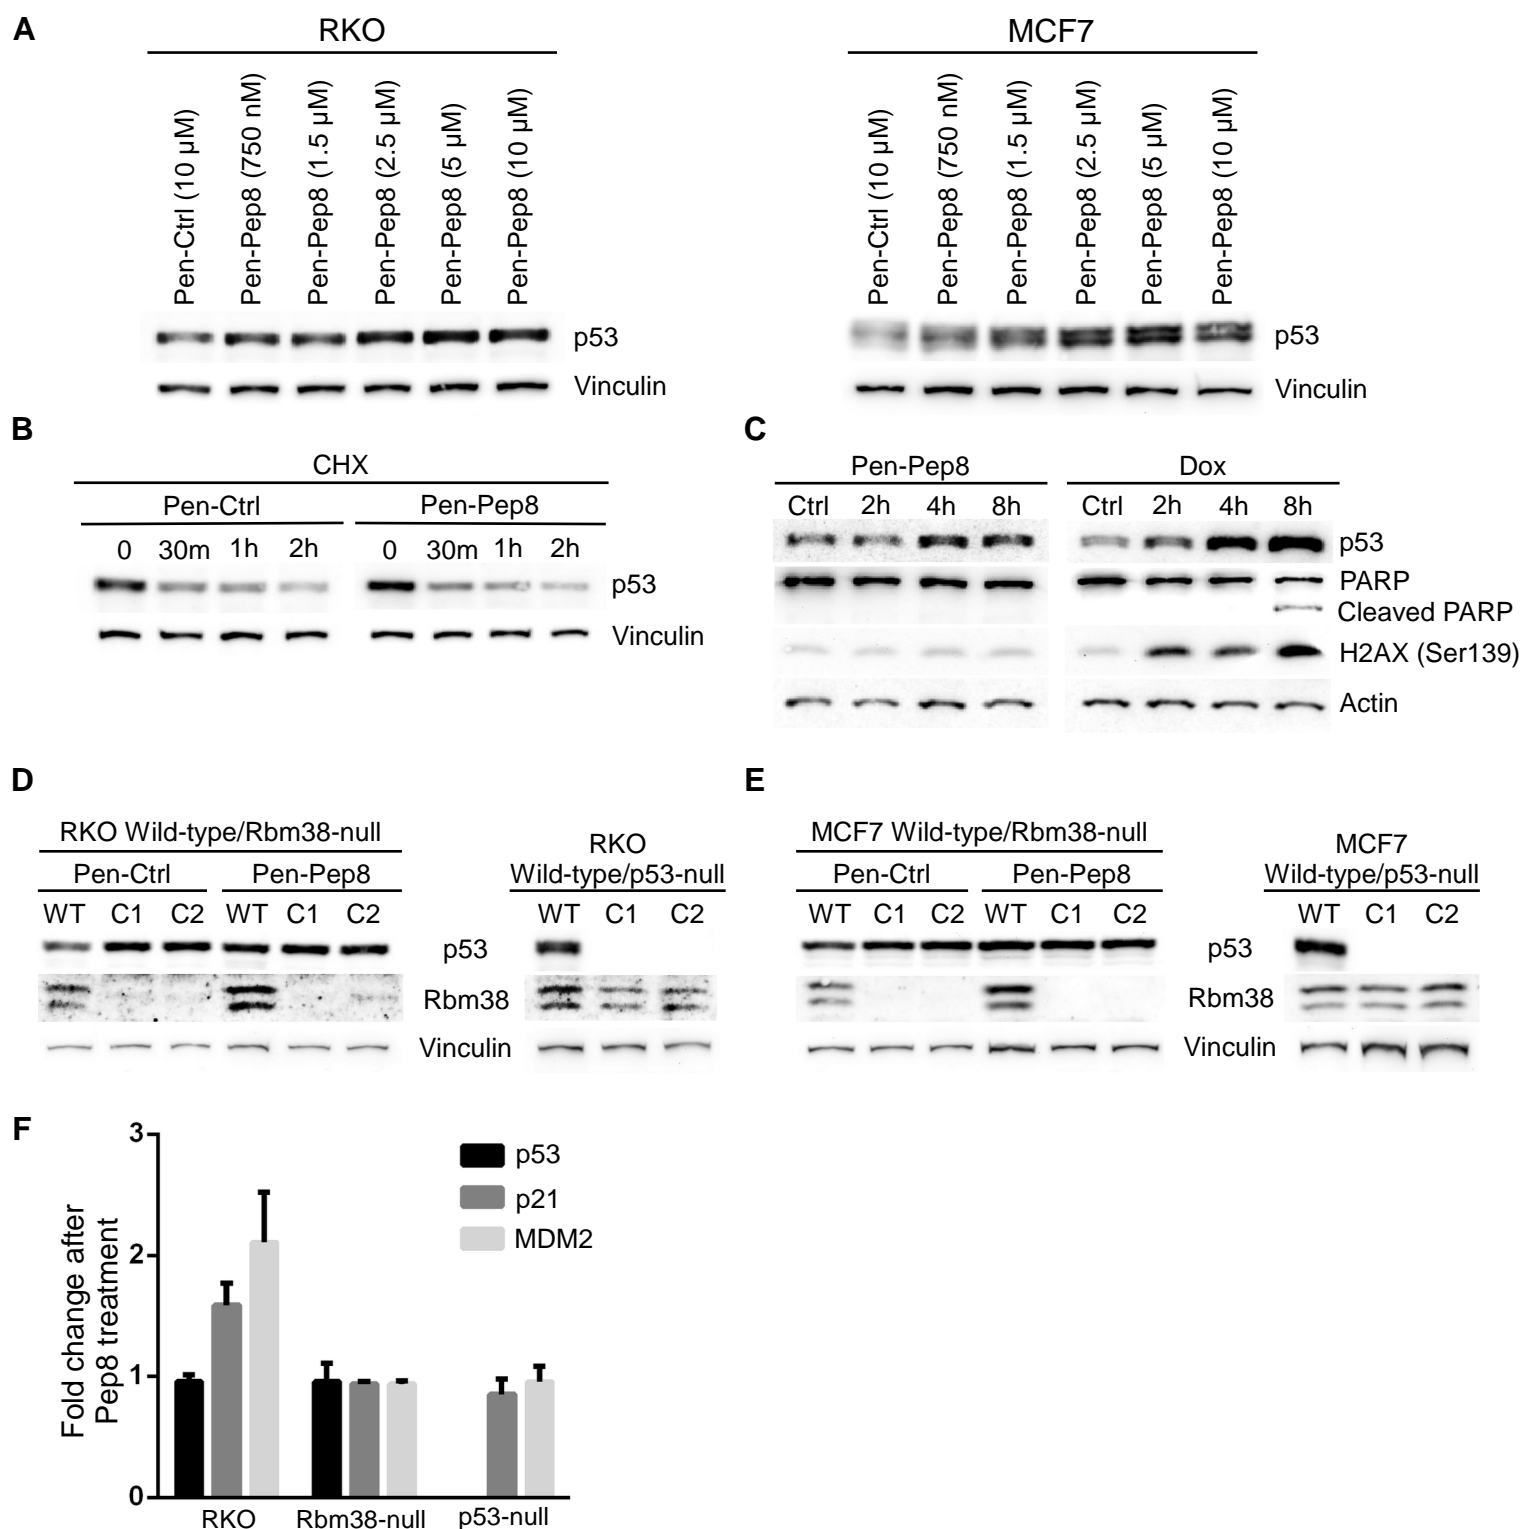 A
RKO
MCF7
Pen-Ctrl (10 µM)
Pen-Pep8 (750 nM)
Pen-Pep8 (1.5 µM)
Pen-Pep8 (2.5 µM)
Pen-Pep8 (5 µM)
Pen-Pep8 (10 µM)
Pen-Ctrl (10 µM)
Pen-Pep8 (750 nM)
Pen-Pep8 (1.5 µM)
Pen-Pep8 (2.5 µM)
Pen-Pep8 (5 µM)
Pen-Pep8 (10 µM)
p53
Vinculin
p53
Vinculin
B
CHX
Pen-Ctrl
Pen-Pep8
0 30m 1h 2h
0 30m 1h 2h
p53
Vinculin
C
Pen-Pep8
Dox
Ctrl 2h 4h 8h
Ctrl 2h 4h 8h
p53
PARP
Cleaved PARP
H2AX (Ser139)
Actin
D
RKO Wild-type/Rbm38-null
Pen-Ctrl
Pen-Pep8
WT C1 C2
WT C1 C2
RKO
Wild-type/p53-null
WT C1 C2
p53
Rbm38
Vinculin
E
MCF7 Wild-type/Rbm38-null
Pen-Ctrl
Pen-Pep8
WT C1 C2
WT C1 C2
MCF7
Wild-type/p53-null
WT C1 C2
p53
Rbm38
Vinculin
F
Fold change after
Pep8 treatment
3
2
1
0
p53
p21
MDM2
RKO
Rbm38-null
p53-null